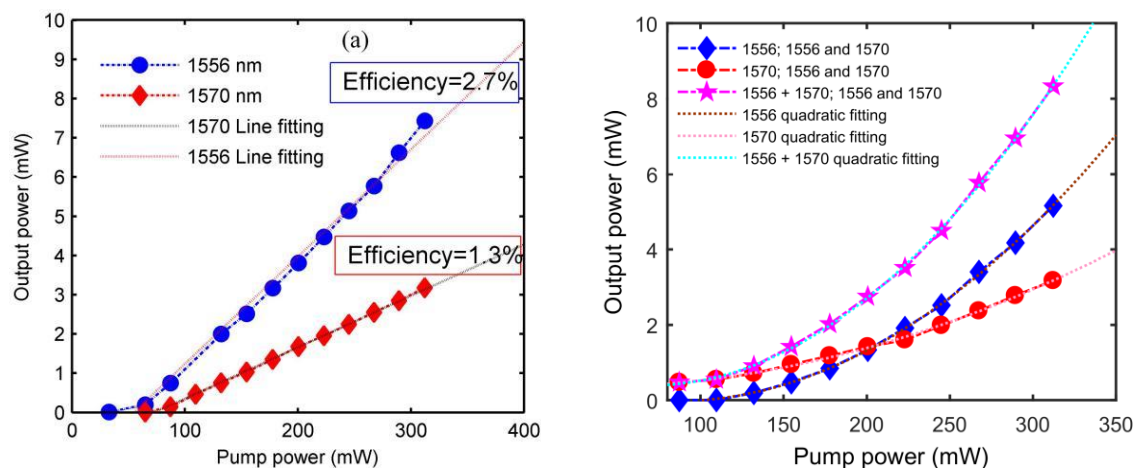 (a)
1556 nm
1570 nm
1570 Line fitting
1556 Line fitting
Efficiency=2.7%
Efficiency=1.3%
Output power (mW)
10
9
8
7
6
5
4
3
2
1
0
0
100
200
300
400
Pump power (mW)
1556; 1556 and 1570
1570; 1556 and 1570
1556 + 1570; 1556 and 1570
1556 quadratic fitting
1570 quadratic fitting
1556 + 1570 quadratic fitting
Output power (mW)
10
8
6
4
2
0
100
150
200
250
300
350
Pump power (mW)